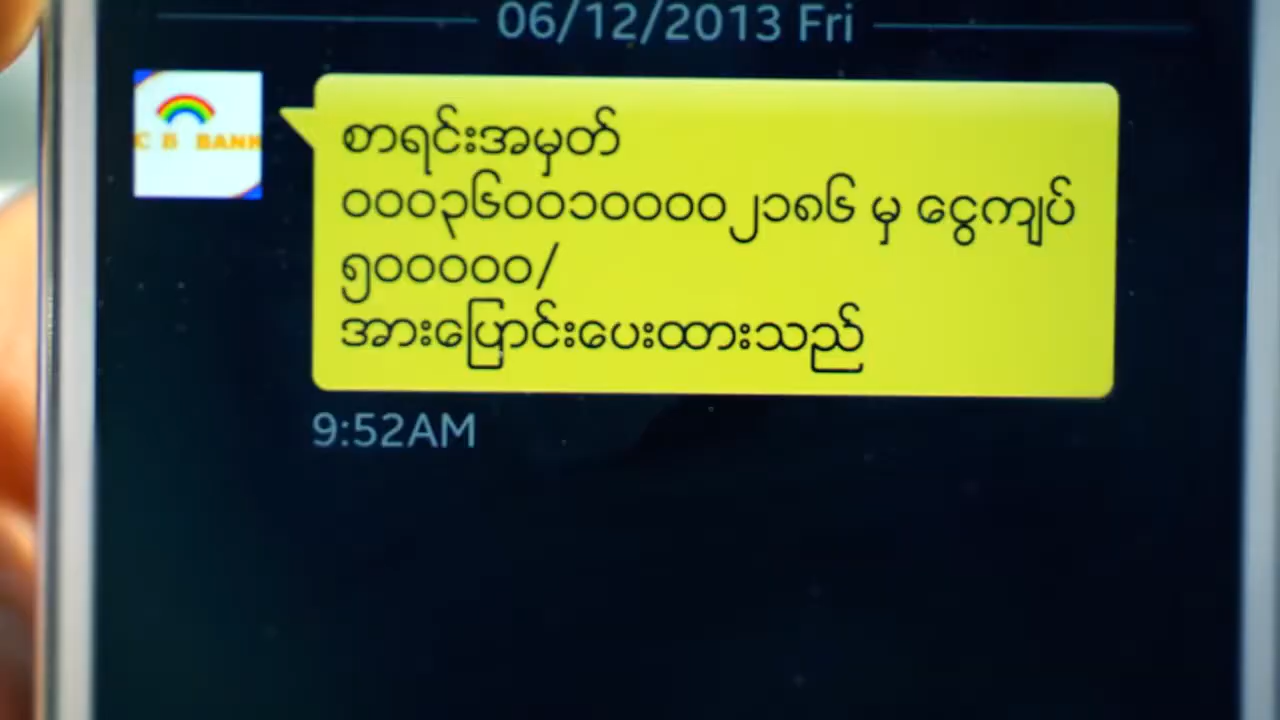 06/12/2013 Fri
C B BANK
စာရင်းအမှတ်
၀၀၀၃၆၀၀၁၀၀၀၀၂၁၈၆ မှ ငွေကျပ်
၅၀၀၀၀၀/
အားပြောင်းပေးထားသည်
9:52AM